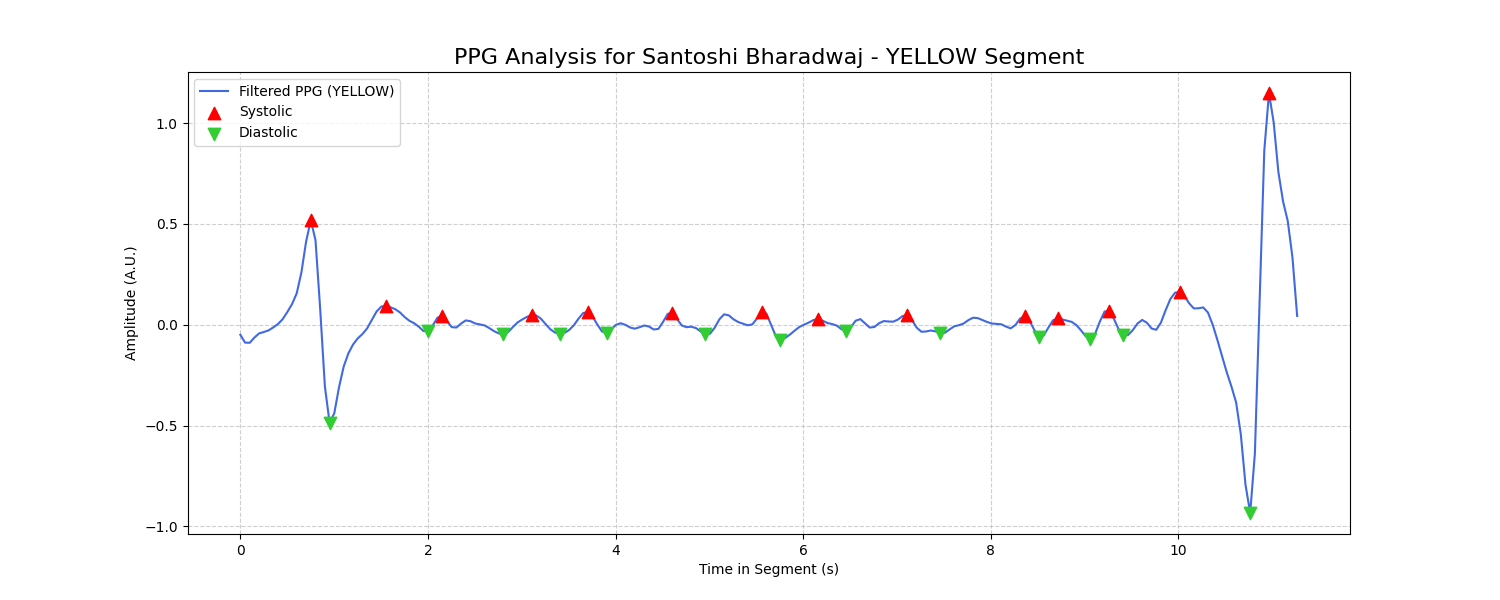 PPG Analysis for Santoshi Bharadwaj - YELLOW Segment
Filtered PPG (YELLOW)
Systolic
Diastolic
1.0
0.5
0.0
−0.5
−1.0
Amplitude (A.U.)
0 2 4 6 8 10
Time in Segment (s)